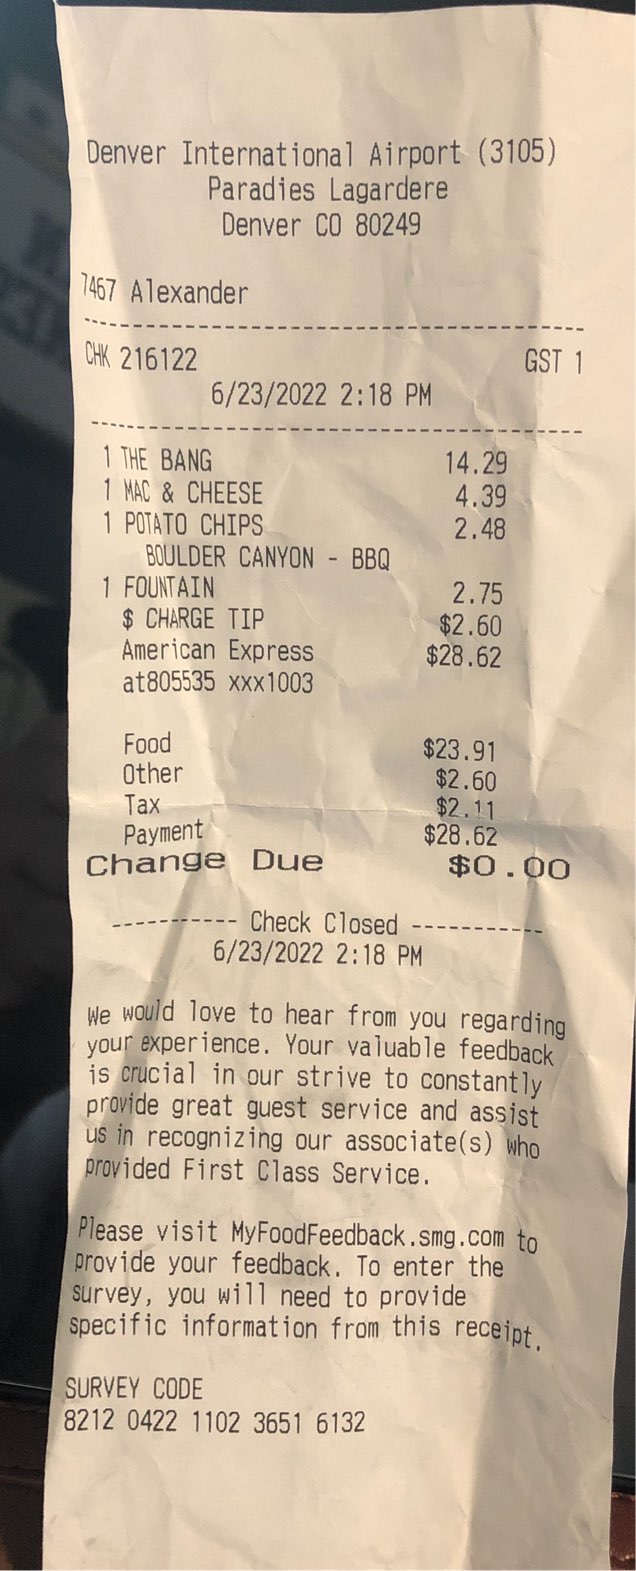 Denver International Airport (3105)
Paradies Lagardere
Denver CO 80249
7467 Alexander
--------------------------------------
CHK 216122 GST 1
6/23/2022 2:18 PM
--------------------------------------
1 THE BANG 14.29
1 MAC & CHEESE 4.39
1 POTATO CHIPS 2.48
BOULDER CANYON - BBQ
1 FOUNTAIN 2.75
$ CHARGE TIP $2.60
American Express $28.62
at805535 xxx1003
Food $23.91
Other $2.60
Tax $2.11
Payment $28.62
Change Due $0.00
----------- Check Closed -----------
6/23/2022 2:18 PM
We would love to hear from you regarding
your experience. Your valuable feedback
is crucial in our strive to constantly
provide great guest service and assist
us in recognizing our associate(s) who
provided First Class Service.
Please visit MyFoodFeedback.smg.com to
provide your feedback. To enter the
survey, you will need to provide
specific information from this receipt.
SURVEY CODE
8212 0422 1102 3651 6132